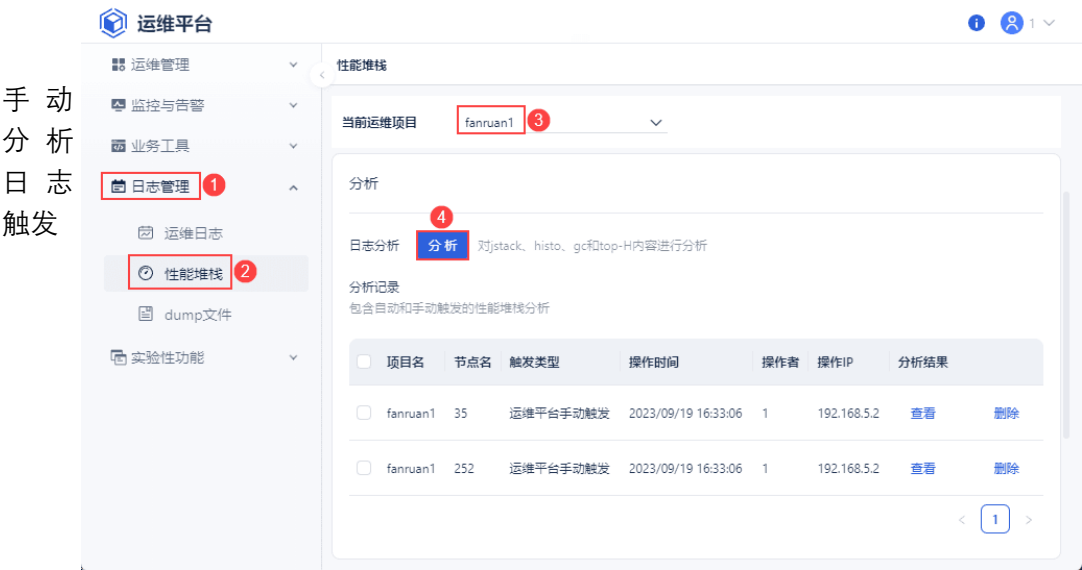 运维平台
1
手动
分析
日志
触发
运维管理
监控与告警
业务工具
日志管理 1
运维日志
性能堆栈 2
dump文件
实验性功能
性能堆栈
当前运维项目 fanruan1 3
分析
4
日志分析 分析 对jstack、histo、gc和top-H内容进行分析
分析记录
包含自动和手动触发的性能堆栈分析
项目名 节点名 触发类型 操作时间 操作者 操作IP 分析结果
fanruan1 35 运维平台手动触发 2023/09/19 16:33:06 1 192.168.5.2 查看 删除
fanruan1 252 运维平台手动触发 2023/09/19 16:33:06 1 192.168.5.2 查看 删除
< 1 >